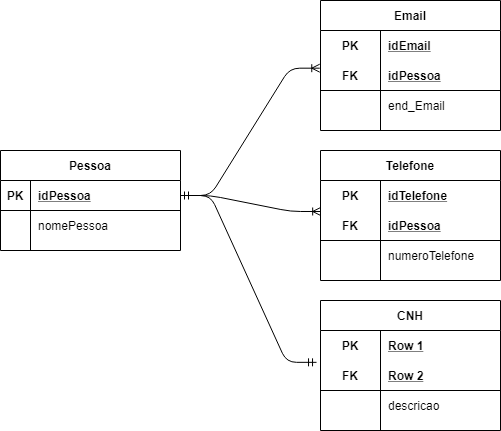 Email
PK idEmail
FK idPessoa
end_Email
Pessoa
PK idPessoa
nomePessoa
Telefone
PK idTelefone
FK idPessoa
numeroTelefone
CNH
PK Row 1
FK Row 2
descricao